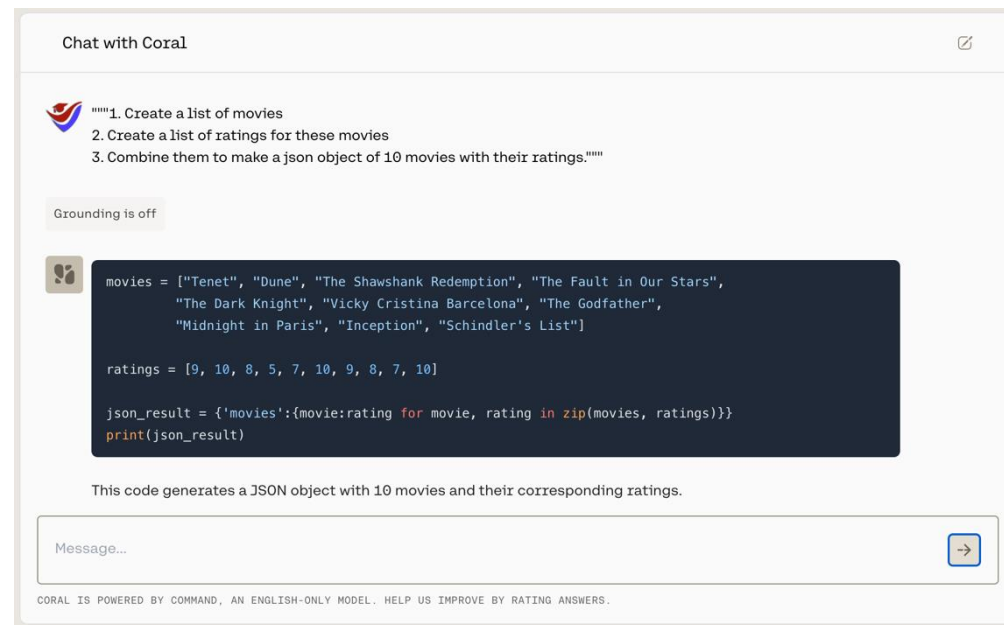 Chat with Coral
"""1. Create a list of movies
2. Create a list of ratings for these movies
3. Combine them to make a json object of 10 movies with their ratings."""
Grounding is off
movies = ["Tenet", "Dune", "The Shawshank Redemption", "The Fault in Our Stars",
"The Dark Knight", "Vicky Cristina Barcelona", "The Godfather",
"Midnight in Paris", "Inception", "Schindler's List"]
ratings = [9, 10, 8, 5, 7, 10, 9, 8, 7, 10]
json_result = {'movies':{movie:rating for movie, rating in zip(movies, ratings)}}
print(json_result)
This code generates a JSON object with 10 movies and their corresponding ratings.
Message...
CORAL IS POWERED BY COMMAND, AN ENGLISH-ONLY MODEL. HELP US IMPROVE BY RATING ANSWERS.